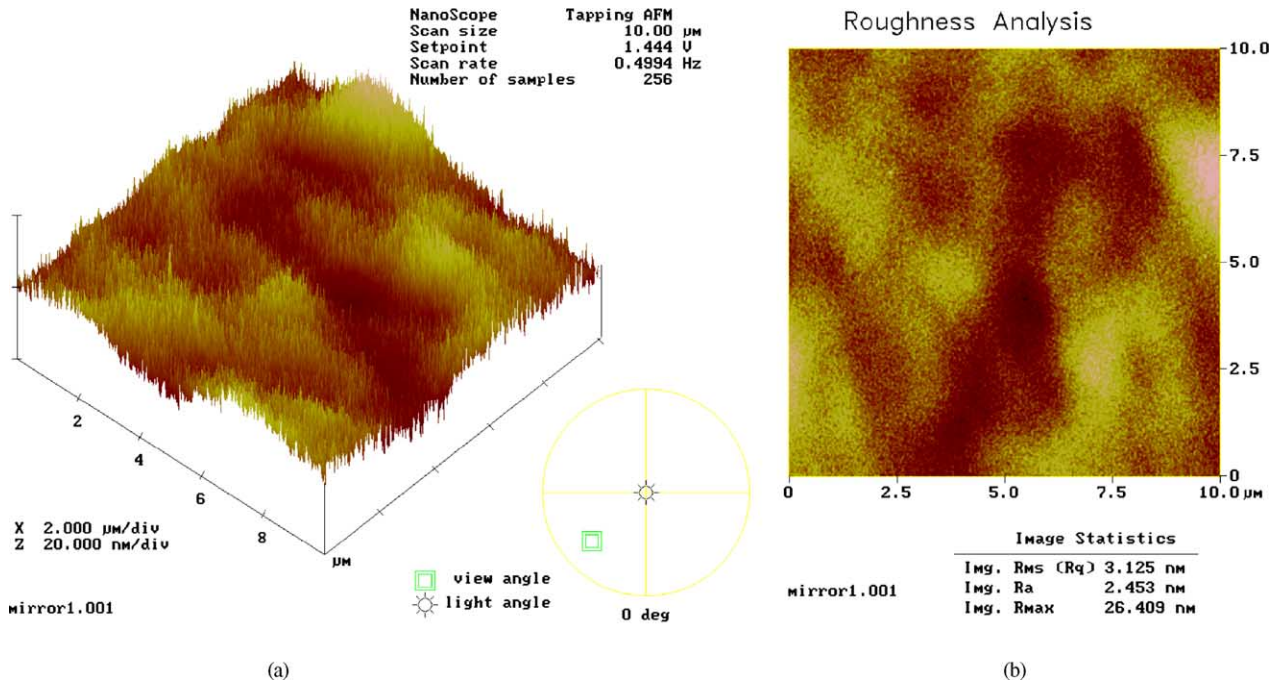 NanoScope Tapping AFM
Scan size 10.00 µm
Setpoint 1.444 V
Scan rate 0.4994 Hz
Number of samples 256
2
4
6
8
µm
X 2.000 µm/div
Z 20.000 nm/div
mirror1.001
view angle
light angle
0 deg
(a)
Roughness Analysis
10.0
7.5
5.0
2.5
0
0 2.5 5.0 7.5 10.0 µm
Image Statistics
Img. Rms (Rq) 3.125 nm
Img. Ra 2.453 nm
Img. Rmax 26.409 nm
mirror1.001
(b)